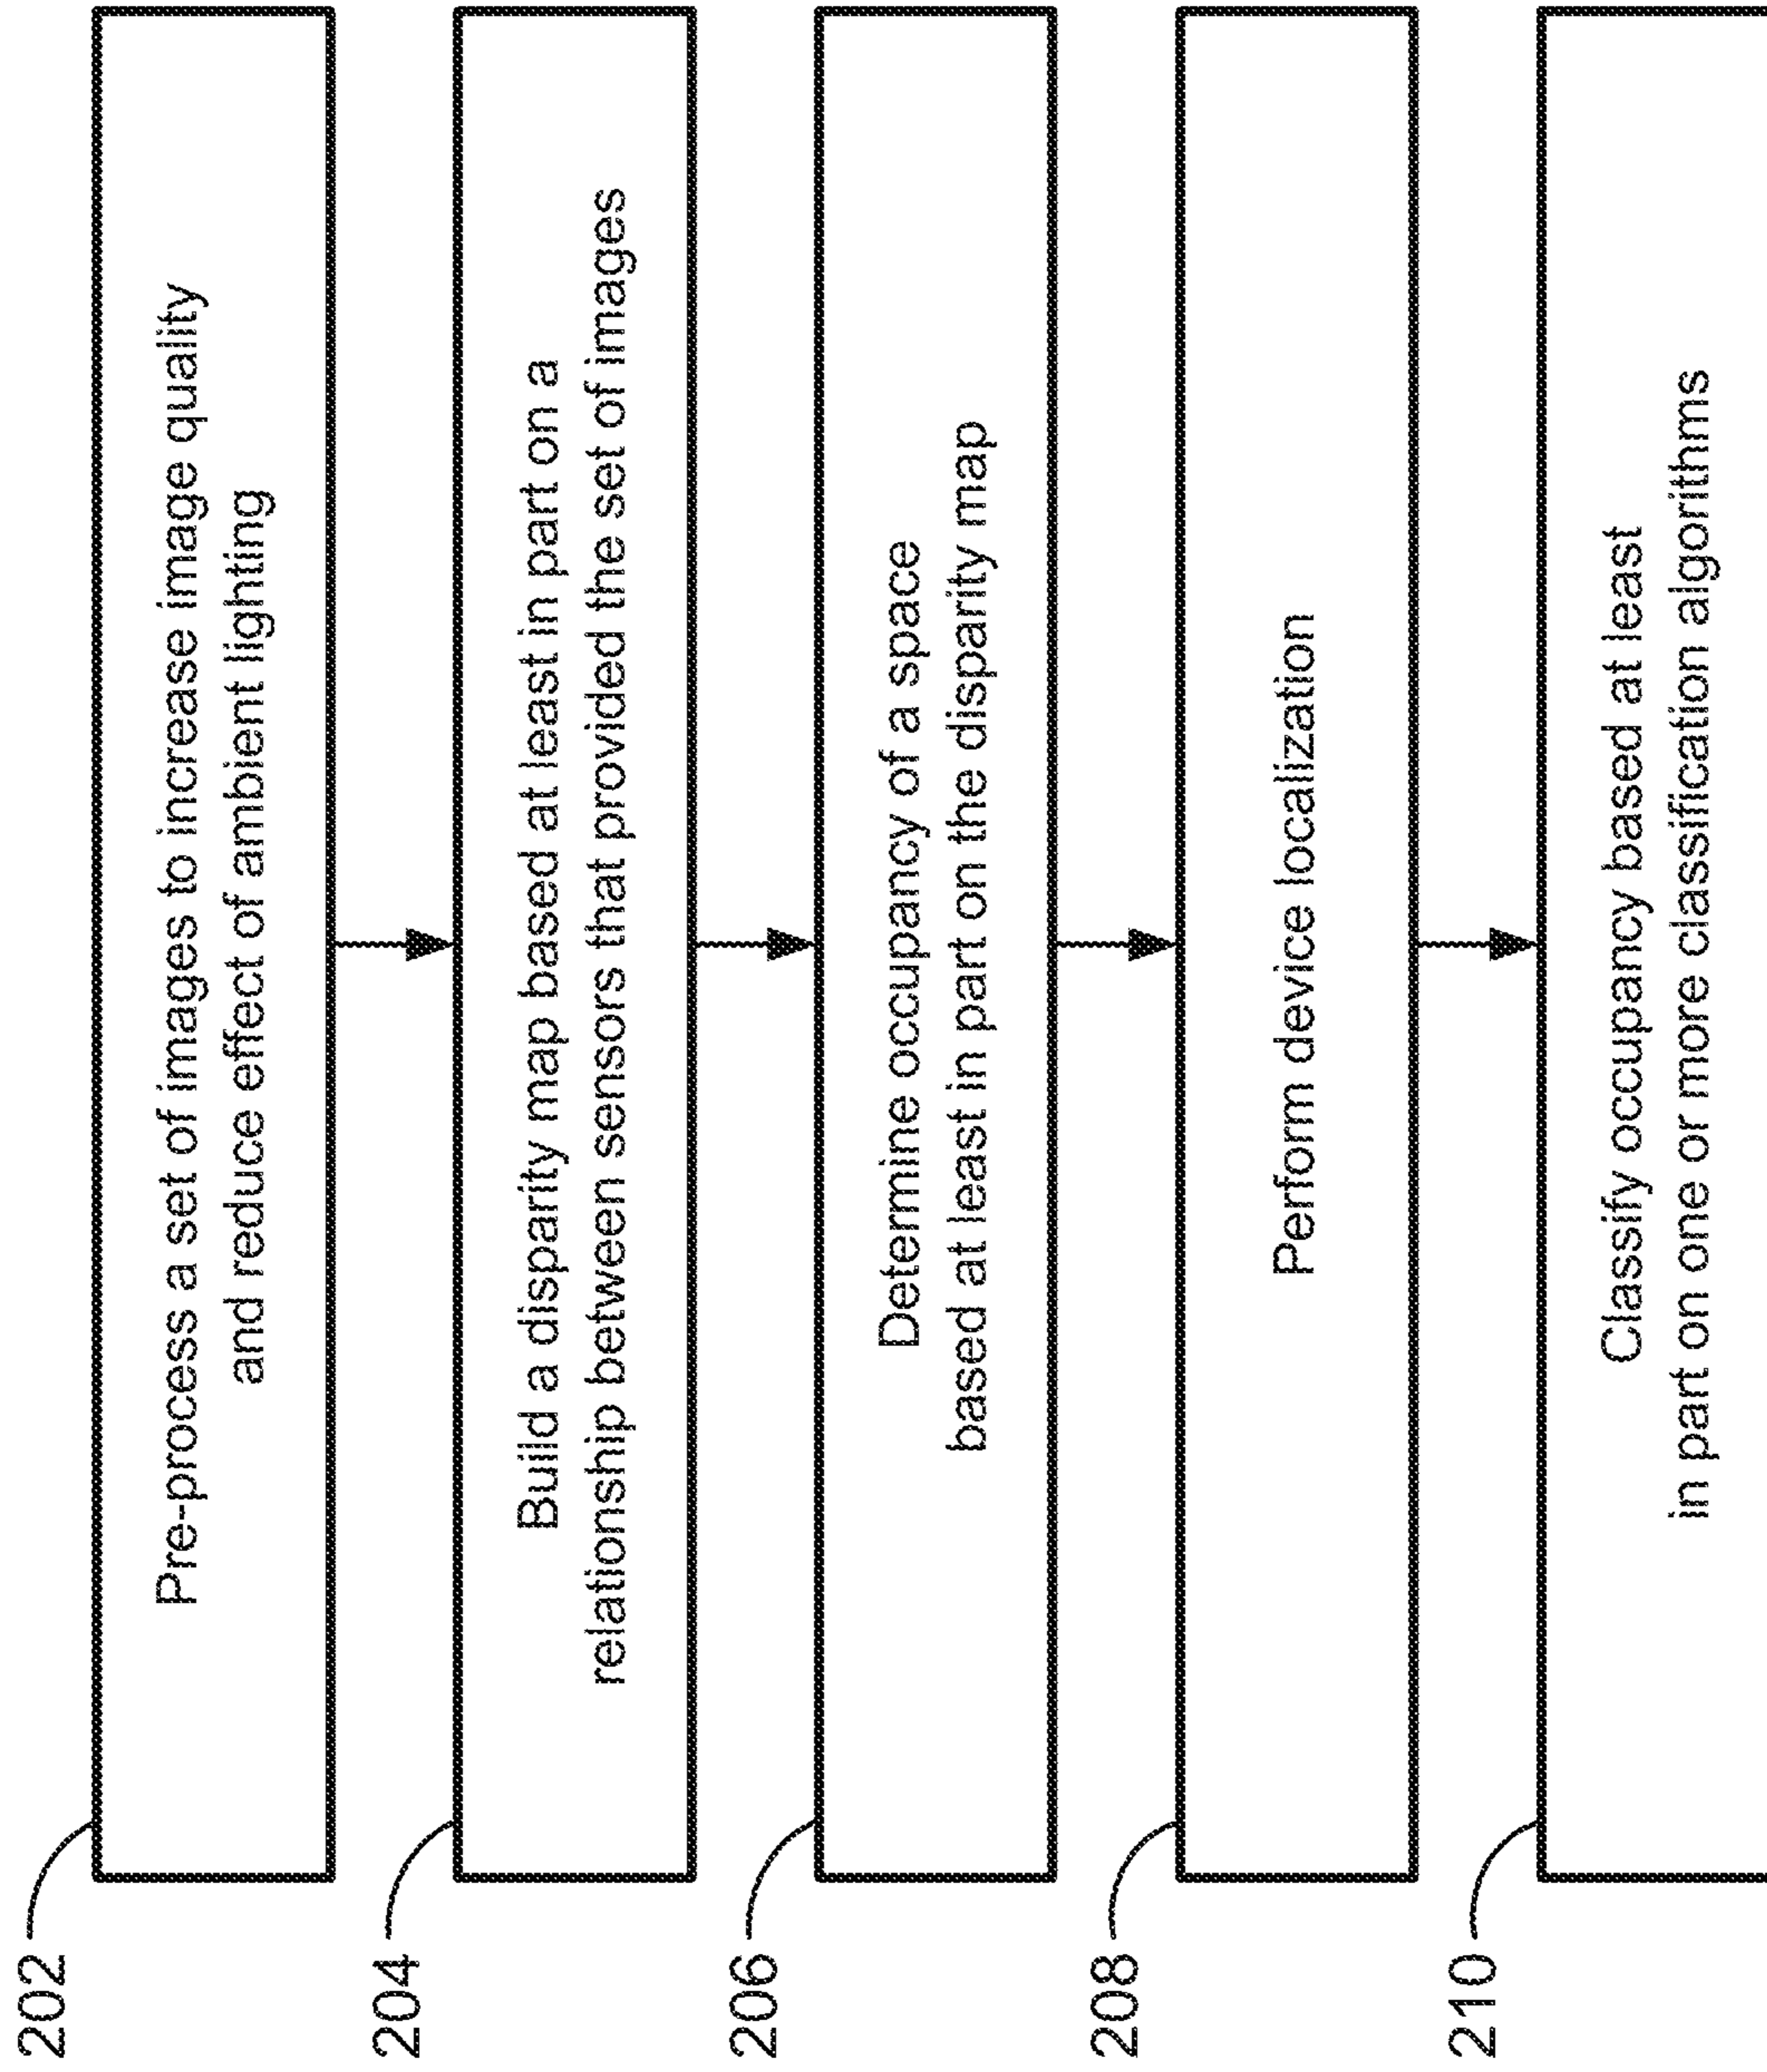 202
Pre-process a set of images to increase image quality
and reduce effect of ambient lighting
204
Build a disparity map based at least in part on a
relationship between sensors that provided the set of images
206
Determine occupancy of a space
based at least in part on the disparity map
208
Perform device localization
210
Classify occupancy based at least
in part on one or more classification algorithms